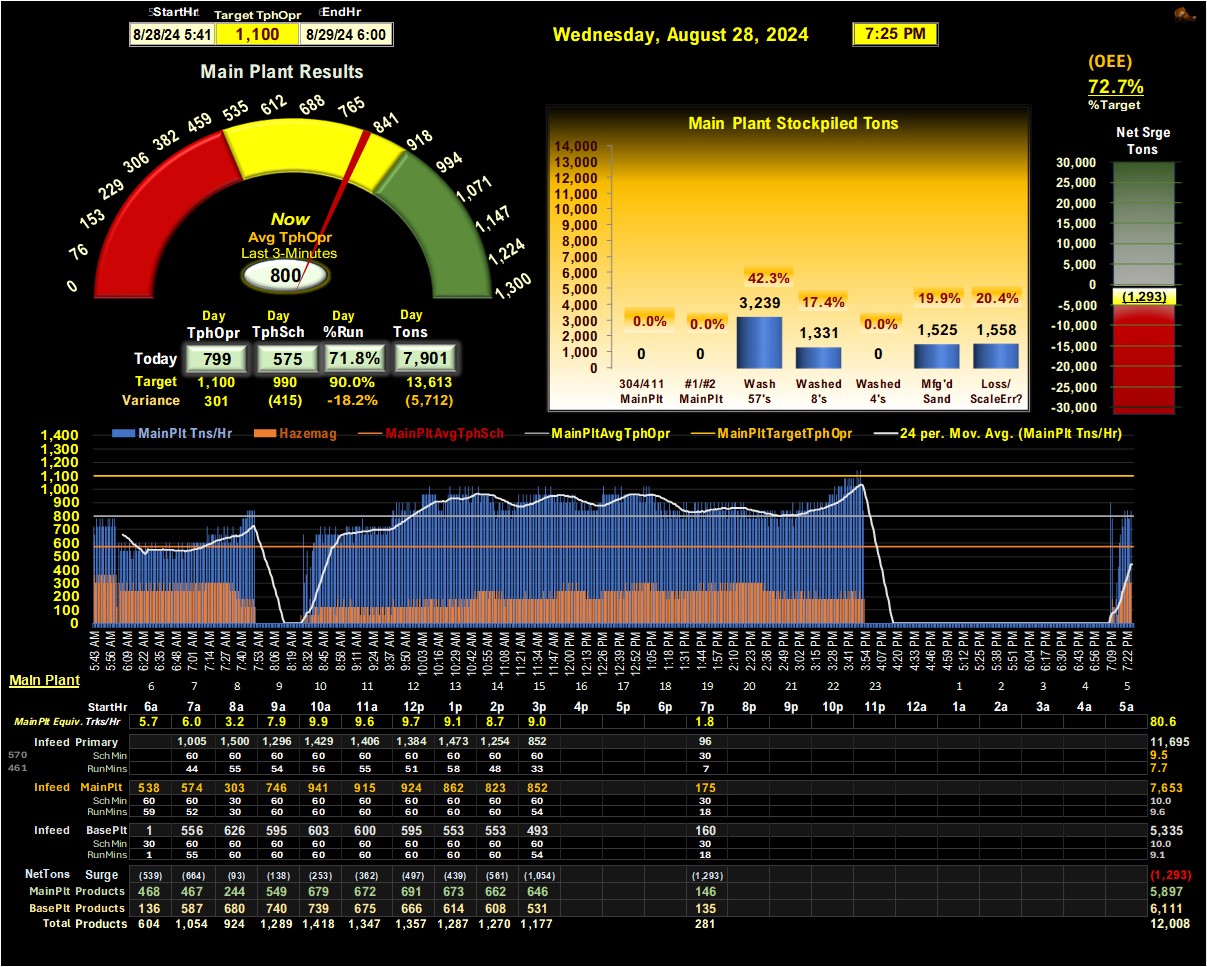 StartHr Target TphOpr EndHr
8/28/24 5:41 1,100 8/29/24 6:00
Wednesday, August 28, 2024 7:25 PM
Main Plant Results
0 76 153 229 306 382 459 535 612 688 765 841 918 994 1,071 1,147 1,224 1,300
Now
Avg TphOpr
Last 3-Minutes
800
Day Day Day Day
TphOpr TphSch %Run Tons
Today 799 575 71.8% 7,901
Target 1,100 990 90.0% 13,613
Variance 301 (415) -18.2% (5,712)
Main Plant Stockpiled Tons
14,000
13,000
12,000
11,000
10,000
9,000
8,000
7,000
6,000
5,000
4,000
3,000
2,000
1,000
0
0.0% 0.0% 42.3% 17.4% 0.0% 19.9% 20.4%
0 0 3,239 1,331 0 1,525 1,558
304/411 #1/#2 Wash Washed Washed Mfg'd Loss/
MainPlt MainPlt 57's 8's 4's Sand ScaleErr?
(OEE)
72.7%
%Target
Net Srge
Tons
30,000
25,000
20,000
15,000
10,000
5,000
0
(1,293)
-5,000
-10,000
-15,000
-20,000
-25,000
-30,000
MainPlt Tns/Hr Hazemag MainPltAvgTphSch MainPltAvgTphOpr MainPltTargetTphOpr 24 per. Mov. Avg. (MainPlt Tns/Hr)
1,400
1,300
1,200
1,100
1,000
900
800
700
600
500
400
300
200
100
0
5:43 AM 5:56 AM 6:09 AM 6:22 AM 6:35 AM 6:48 AM 7:01 AM 7:14 AM 7:27 AM 7:40 AM 7:53 AM 8:06 AM 8:19 AM 8:32 AM 8:45 AM 8:58 AM 9:11 AM 9:24 AM 9:37 AM 9:50 AM 10:03 AM 10:16 AM 10:29 AM 10:42 AM 10:55 AM 11:08 AM 11:21 AM 11:34 AM 11:47 AM 12:00 PM 12:13 PM 12:26 PM 12:39 PM 12:52 PM 1:05 PM 1:18 PM 1:31 PM 1:44 PM 1:57 PM 2:10 PM 2:23 PM 2:36 PM 2:49 PM 3:02 PM 3:15 PM 3:28 PM 3:41 PM 3:54 PM 4:07 PM 4:20 PM 4:33 PM 4:46 PM 4:59 PM 5:12 PM 5:25 PM 5:38 PM 5:51 PM 6:04 PM 6:17 PM 6:30 PM 6:43 PM 6:56 PM 7:09 PM 7:22 PM
Main Plant
6 7 8 9 10 11 12 13 14 15 16 17 18 19 20 21 22 23 1 2 3 4 5
StartHr 6a 7a 8a 9a 10a 11a 12p 1p 2p 3p 4p 5p 6p 7p 8p 9p 10p 11p 12a 1a 2a 3a 4a 5a
MainPlt Equiv. Trks/Hr 5.7 6.0 3.2 7.9 9.9 9.6 9.7 9.1 8.7 9.0 1.8 80.6
Infeed Primary 1,005 1,500 1,296 1,429 1,406 1,384 1,473 1,254 852 96 11,695
570 SchMin 60 60 60 60 60 60 60 60 60 30 9.5
461 RunMins 44 55 54 56 55 51 58 48 33 7 7.7
Infeed MainPlt 538 574 303 746 941 915 924 862 823 852 175 7,653
SchMin 60 60 30 60 60 60 60 60 60 60 30 10.0
RunMins 59 52 30 60 60 60 60 60 60 54 18 9.6
Infeed BasePlt 1 556 626 595 603 600 595 553 553 493 160 5,335
SchMin 30 60 60 60 60 60 60 60 60 60 30 10.0
RunMins 1 55 60 60 60 60 60 60 60 54 18 9.1
NetTons Surge (539) (664) (93) (138) (253) (362) (497) (439) (561) (1,054) (1,293) (1,293)
MainPlt Products 468 467 244 549 679 672 691 673 662 646 146 5,897
BasePlt Products 136 587 680 740 739 675 666 614 608 531 135 6,111
Total Products 604 1,054 924 1,289 1,418 1,347 1,357 1,287 1,270 1,177 281 12,008